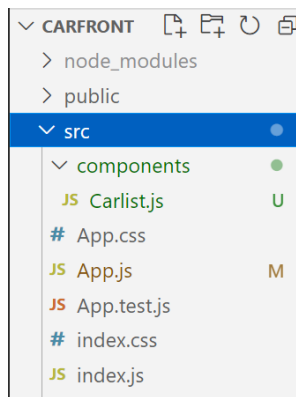 CARFRONT
node_modules
public
src
components
JS Carlist.js U
# App.css
JS App.js M
JS App.test.js
# index.css
JS index.js